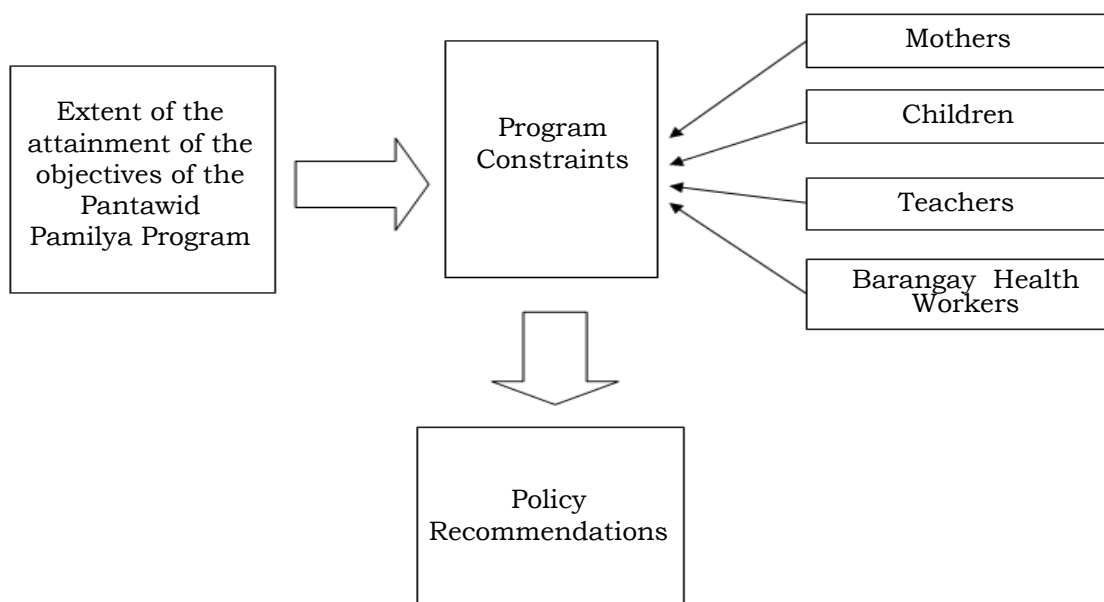 Extent of the
attainment of the
objectives of the
Pantawid
Pamilya Program
Program
Constraints
Mothers
Children
Teachers
Barangay Health
Workers
Policy
Recommendations